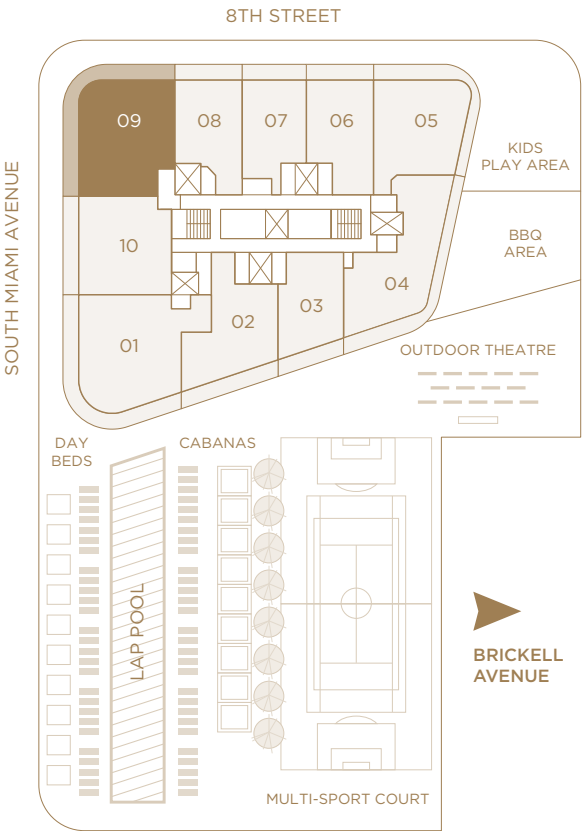 8TH STREET
SOUTH MIAMI AVENUE
09
08
07
06
05
KIDS
PLAY AREA
10
BBQ
AREA
04
03
02
01
OUTDOOR THEATRE
DAY
BEDS
CABANAS
LAP POOL
BRICKELL
AVENUE
MULTI-SPORT COURT